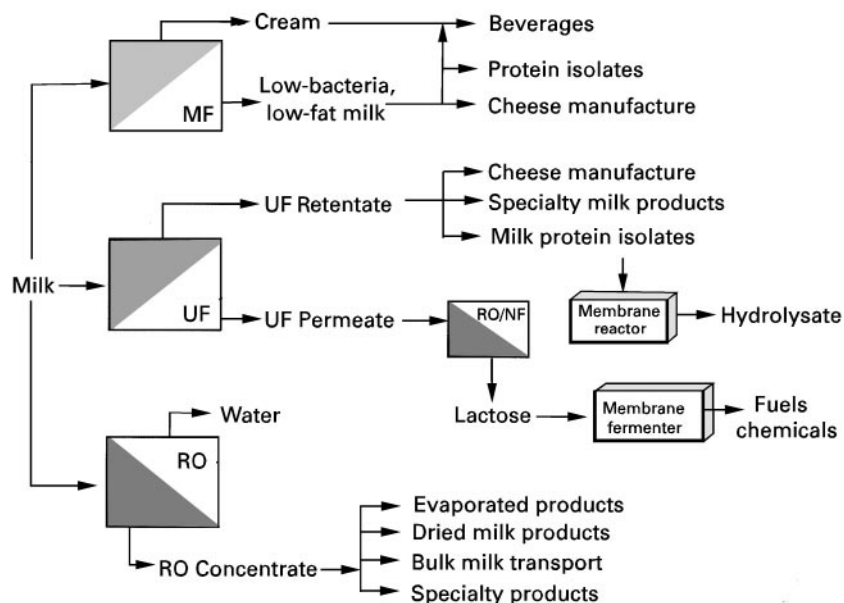 Cream
Beverages
Protein isolates
Low-bacteria,
low-fat milk
Cheese manufacture
MF
Cheese manufacture
UF Retentate
Specialty milk products
Milk protein isolates
Milk
UF
UF Permeate
RO/NF
Membrane
reactor
Hydrolysate
Water
Lactose
Membrane
fermenter
Fuels
chemicals
RO
Evaporated products
Dried milk products
RO Concentrate
Bulk milk transport
Specialty products